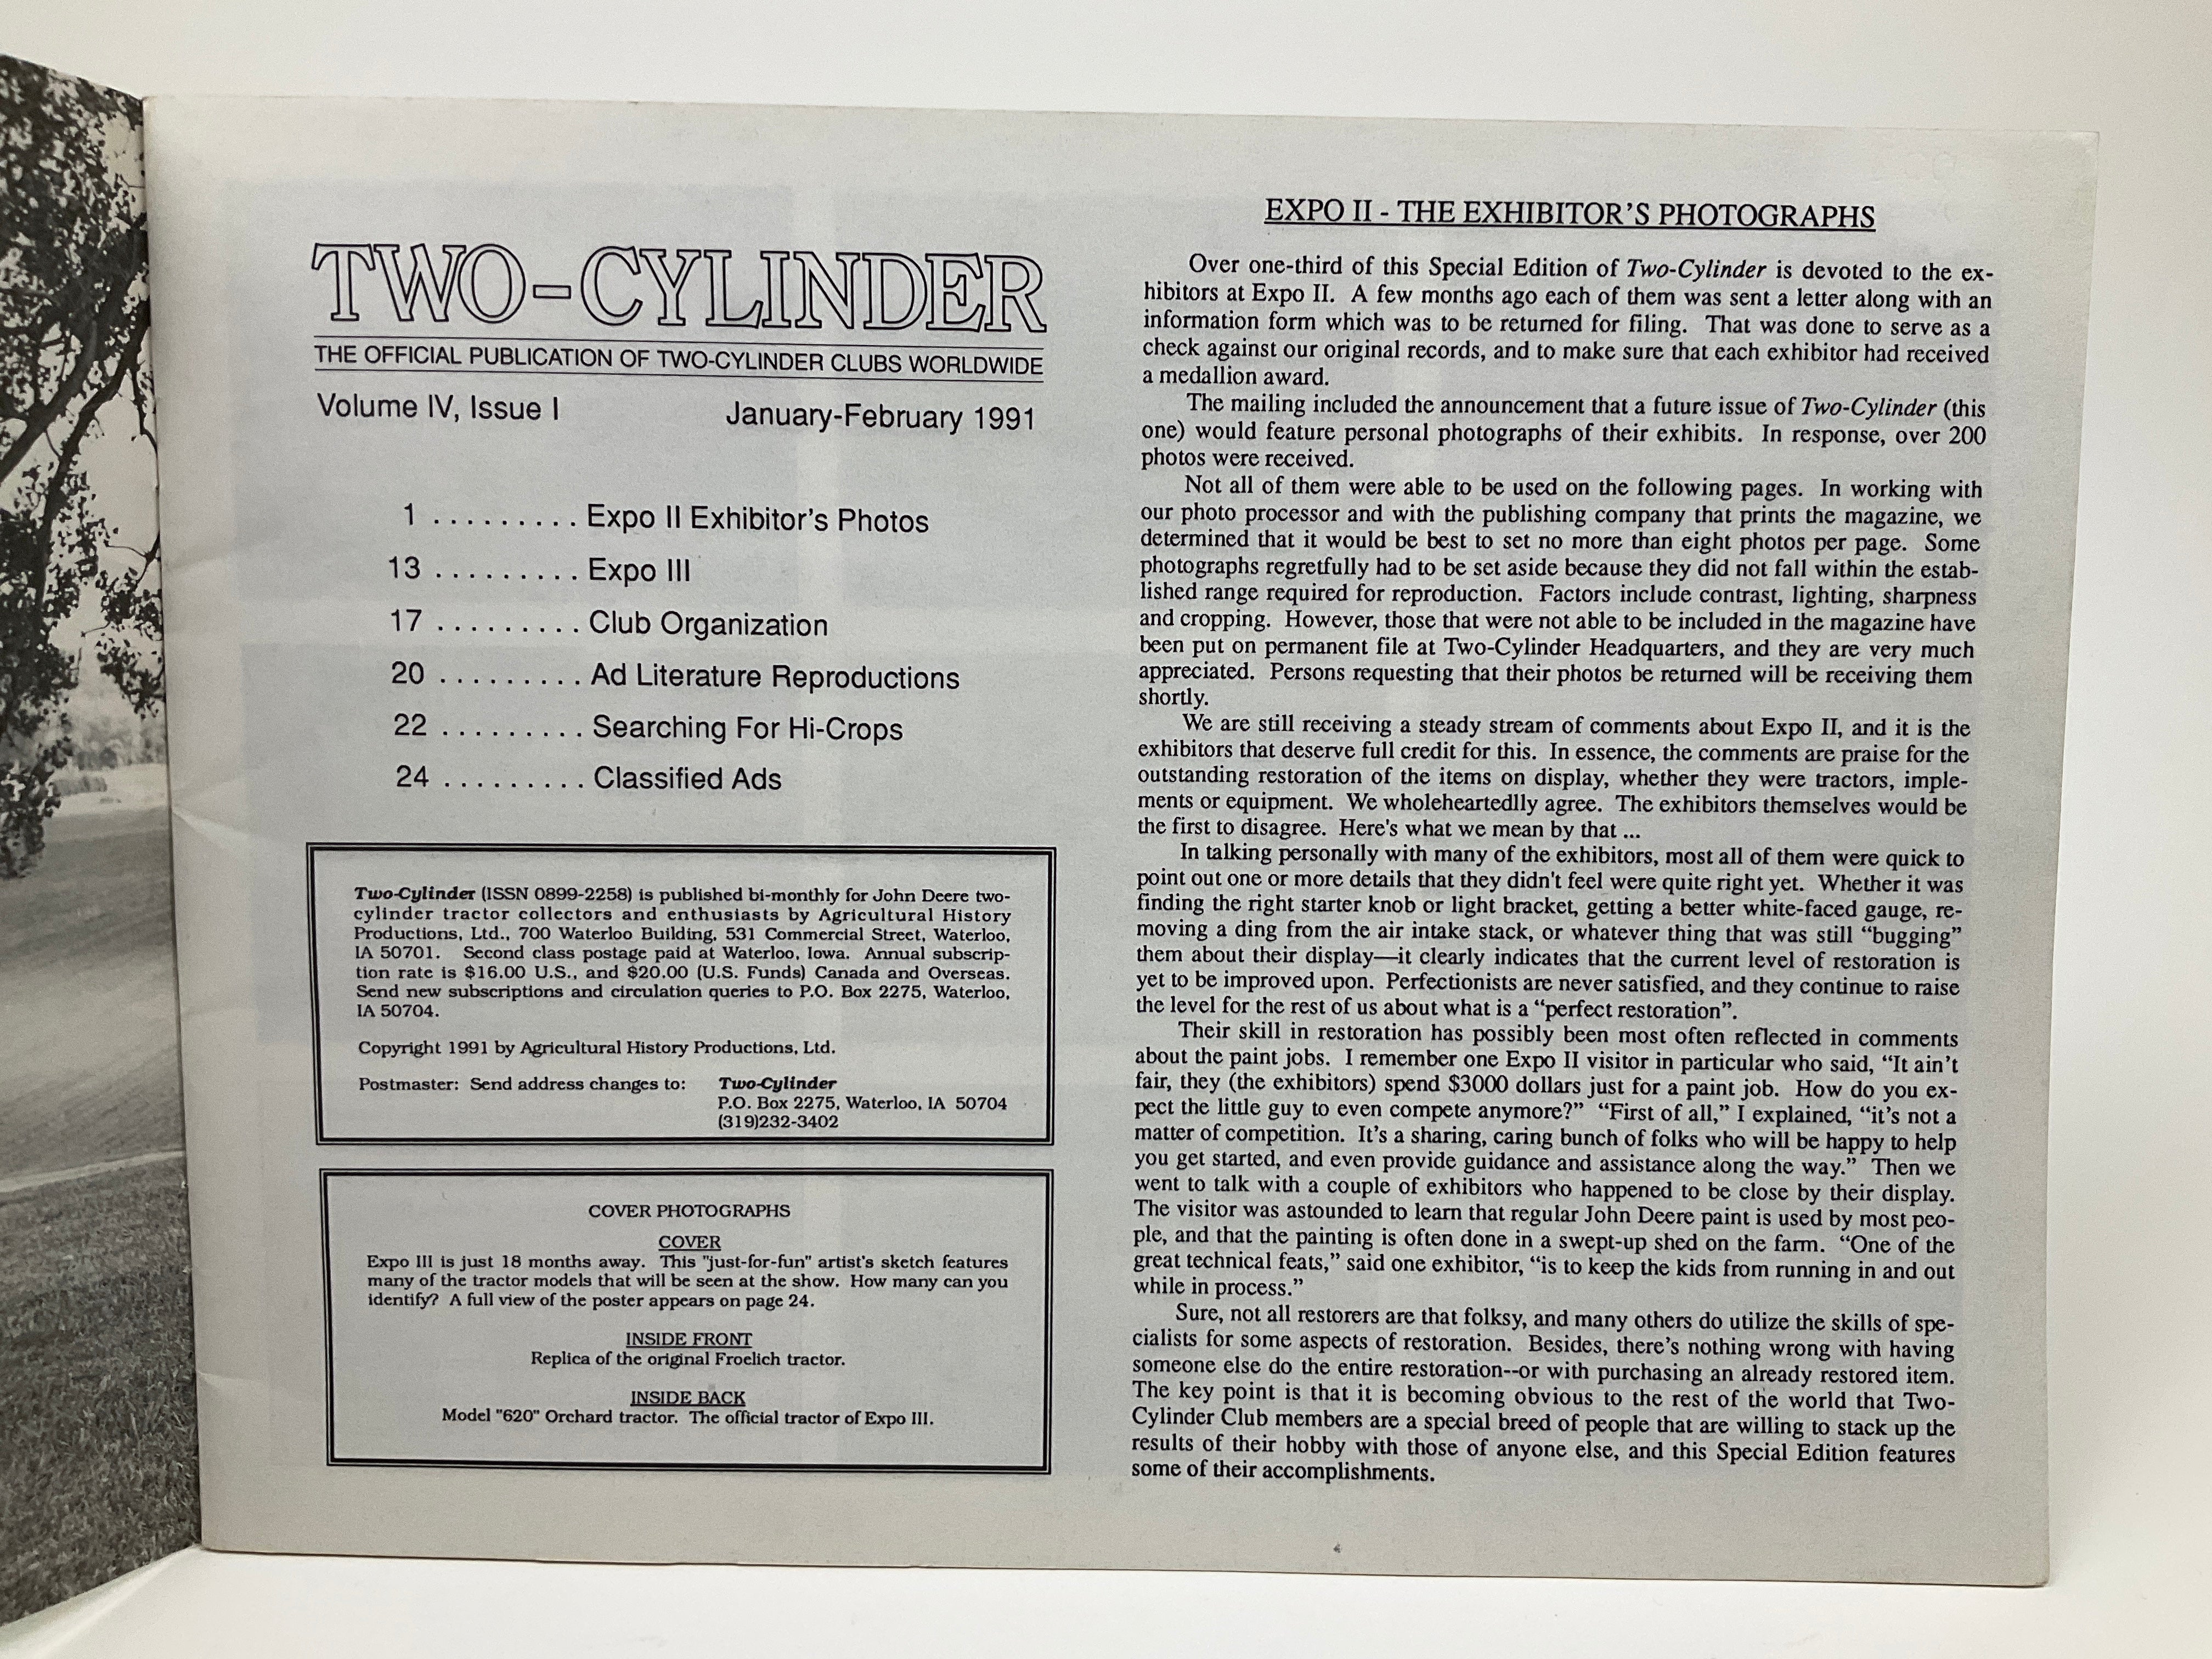 TWO-CYLINDER
THE OFFICIAL PUBLICATION OF TWO-CYLINDER CLUBS WORLDWIDE
Volume IV, Issue I January-February 1991
1 ......... Expo II Exhibitor's Photos
13 ......... Expo III
17 ......... Club Organization
20 ......... Ad Literature Reproductions
22 ......... Searching For Hi-Crops
24 ......... Classified Ads
Two-Cylinder (ISSN 0899-2258) is published bi-monthly for John Deere two-
cylinder tractor collectors and enthusiasts by Agricultural History
Productions, Ltd., 700 Waterloo Building, 531 Commercial Street, Waterloo,
IA 50701. Second class postage paid at Waterloo, Iowa. Annual subscrip-
tion rate is $16.00 U.S., and $20.00 (U.S. Funds) Canada and Overseas.
Send new subscriptions and circulation queries to P.O. Box 2275, Waterloo,
IA 50704.
Copyright 1991 by Agricultural History Productions, Ltd.
Postmaster: Send address changes to: Two-Cylinder
P.O. Box 2275, Waterloo, IA 50704
(319)232-3402
COVER PHOTOGRAPHS
COVER
Expo III is just 18 months away. This "just-for-fun" artist's sketch features
many of the tractor models that will be seen at the show. How many can you
identify? A full view of the poster appears on page 24.
INSIDE FRONT
Replica of the original Froelich tractor.
INSIDE BACK
Model "620" Orchard tractor. The official tractor of Expo III.
EXPO II - THE EXHIBITOR'S PHOTOGRAPHS
Over one-third of this Special Edition of Two-Cylinder is devoted to the ex-
hibitors at Expo II. A few months ago each of them was sent a letter along with an
information form which was to be returned for filing. That was done to serve as a
check against our original records, and to make sure that each exhibitor had received
a medallion award.
The mailing included the announcement that a future issue of Two-Cylinder (this
one) would feature personal photographs of their exhibits. In response, over 200
photos were received.
Not all of them were able to be used on the following pages. In working with
our photo processor and with the publishing company that prints the magazine, we
determined that it would be best to set no more than eight photos per page. Some
photographs regretfully had to be set aside because they did not fall within the estab-
lished range required for reproduction. Factors include contrast, lighting, sharpness
and cropping. However, those that were not able to be included in the magazine have
been put on permanent file at Two-Cylinder Headquarters, and they are very much
appreciated. Persons requesting that their photos be returned will be receiving them
shortly.
We are still receiving a steady stream of comments about Expo II, and it is the
exhibitors that deserve full credit for this. In essence, the comments are praise for the
outstanding restoration of the items on display, whether they were tractors, imple-
ments or equipment. We wholeheartedlly agree. The exhibitors themselves would be
the first to disagree. Here's what we mean by that ...
In talking personally with many of the exhibitors, most all of them were quick to
point out one or more details that they didn't feel were quite right yet. Whether it was
finding the right starter knob or light bracket, getting a better white-faced gauge, re-
moving a ding from the air intake stack, or whatever thing that was still “bugging”
them about their display—it clearly indicates that the current level of restoration is
yet to be improved upon. Perfectionists are never satisfied, and they continue to raise
the level for the rest of us about what is a “perfect restoration”.
Their skill in restoration has possibly been most often reflected in comments
about the paint jobs. I remember one Expo II visitor in particular who said, “It ain't
fair, they (the exhibitors) spend $3000 dollars just for a paint job. How do you ex-
pect the little guy to even compete anymore?” “First of all,” I explained, “it's not a
matter of competition. It's a sharing, caring bunch of folks who will be happy to help
you get started, and even provide guidance and assistance along the way.” Then we
went to talk with a couple of exhibitors who happened to be close by their display.
The visitor was astounded to learn that regular John Deere paint is used by most peo-
ple, and that the painting is often done in a swept-up shed on the farm. “One of the
great technical feats,” said one exhibitor, “is to keep the kids from running in and out
while in process.”
Sure, not all restorers are that folksy, and many others do utilize the skills of spe-
cialists for some aspects of restoration. Besides, there's nothing wrong with having
someone else do the entire restoration--or with purchasing an already restored item.
The key point is that it is becoming obvious to the rest of the world that Two-
Cylinder Club members are a special breed of people that are willing to stack up the
results of their hobby with those of anyone else, and this Special Edition features
some of their accomplishments.